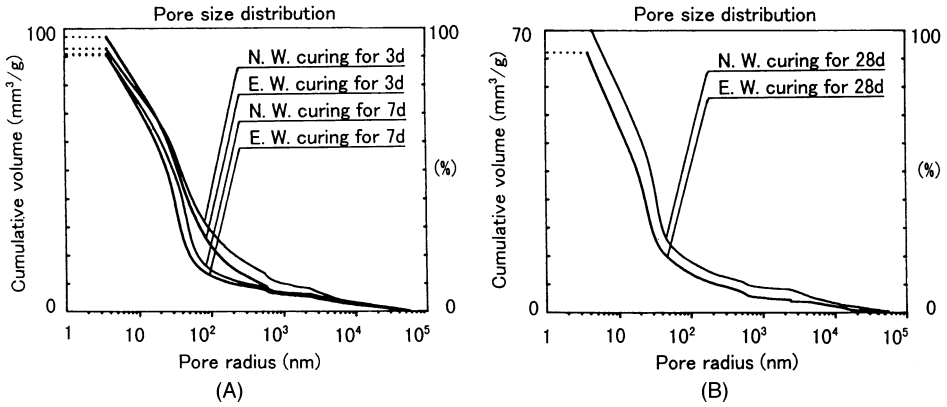 Pore size distribution
100
100
Cumulative volume (mm³/g)
N. W. curing for 3d
E. W. curing for 3d
N. W. curing for 7d
E. W. curing for 7d
(%)
0
0
1 10 10² 10³ 10⁴ 10⁵
Pore radius (nm)
(A)
Pore size distribution
70
100
Cumulative volume (mm³/g)
N. W. curing for 28d
E. W. curing for 28d
(%)
0
0
1 10 10² 10³ 10⁴ 10⁵
Pore radius (nm)
(B)